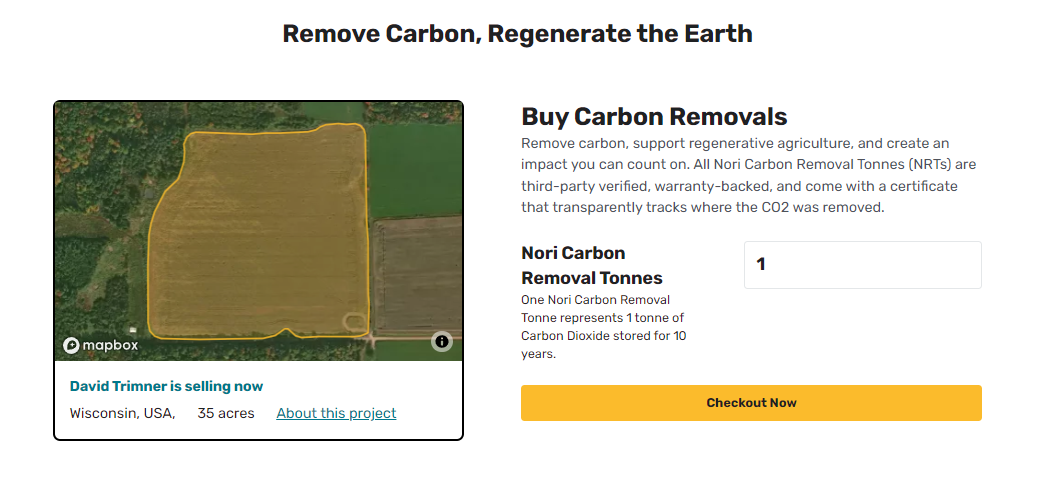 Remove Carbon, Regenerate the Earth
mapbox
David Trimner is selling now
Wisconsin, USA, 35 acres About this project
Buy Carbon Removals
Remove carbon, support regenerative agriculture, and create an
impact you can count on. All Nori Carbon Removal Tonnes (NRTs) are
third-party verified, warranty-backed, and come with a certificate
that transparently tracks where the CO2 was removed.
Nori Carbon
Removal Tonnes
One Nori Carbon Removal
Tonne represents 1 tonne of
Carbon Dioxide stored for 10
years.
1
Checkout Now